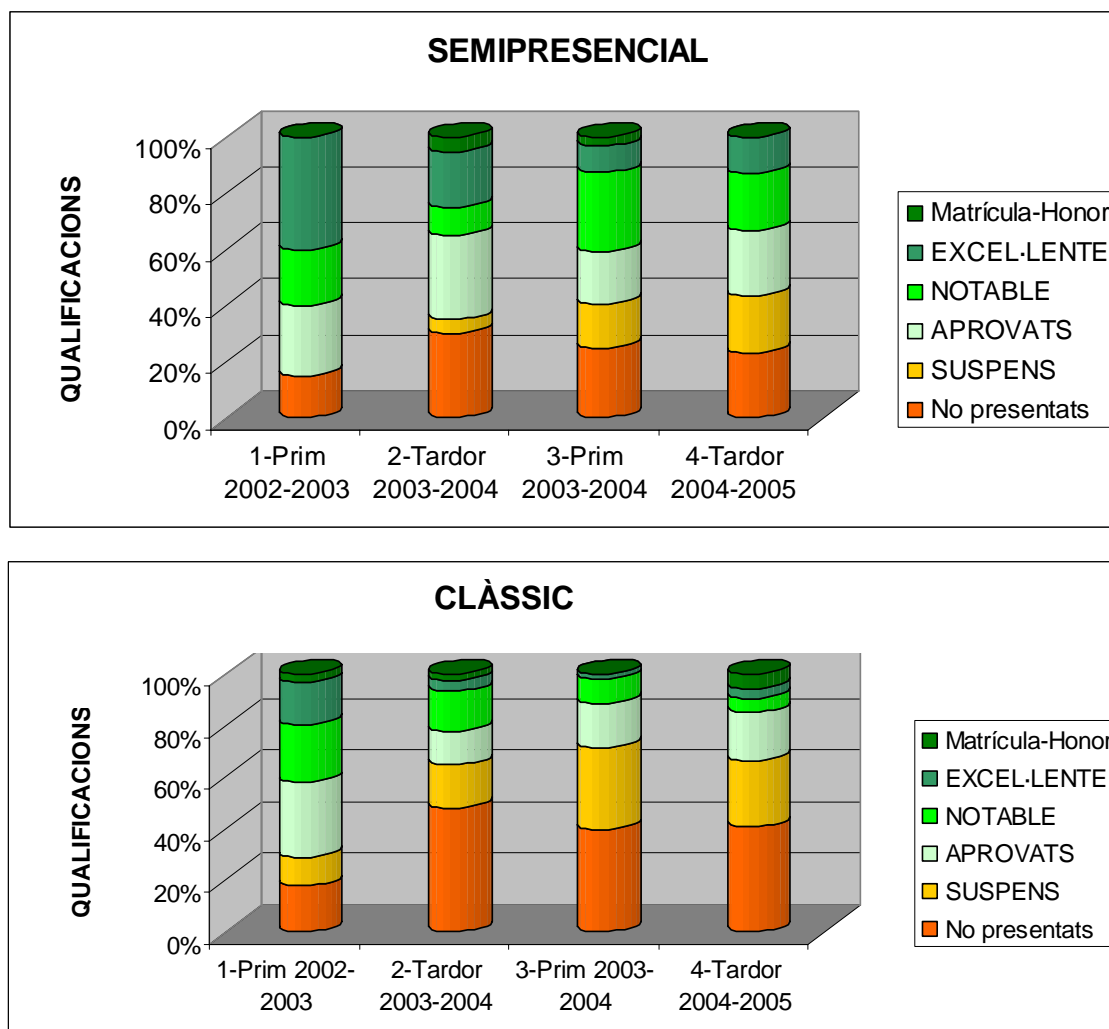 SEMIPRESENCIAL
QUALIFICACIONS
100%
80%
60%
40%
20%
0%
1-Prim
2002-2003
2-Tardor
2003-2004
3-Prim
2003-2004
4-Tardor
2004-2005
Matrícula-Honor
EXCEL·LENTE
NOTABLE
APROVATS
SUSPENS
No presentats
CLÀSSIC
QUALIFICACIONS
100%
80%
60%
40%
20%
0%
1-Prim 2002-
2003
2-Tardor
2003-2004
3-Prim 2003-
2004
4-Tardor
2004-2005
Matrícula-Honor
EXCEL·LENTE
NOTABLE
APROVATS
SUSPENS
No presentats